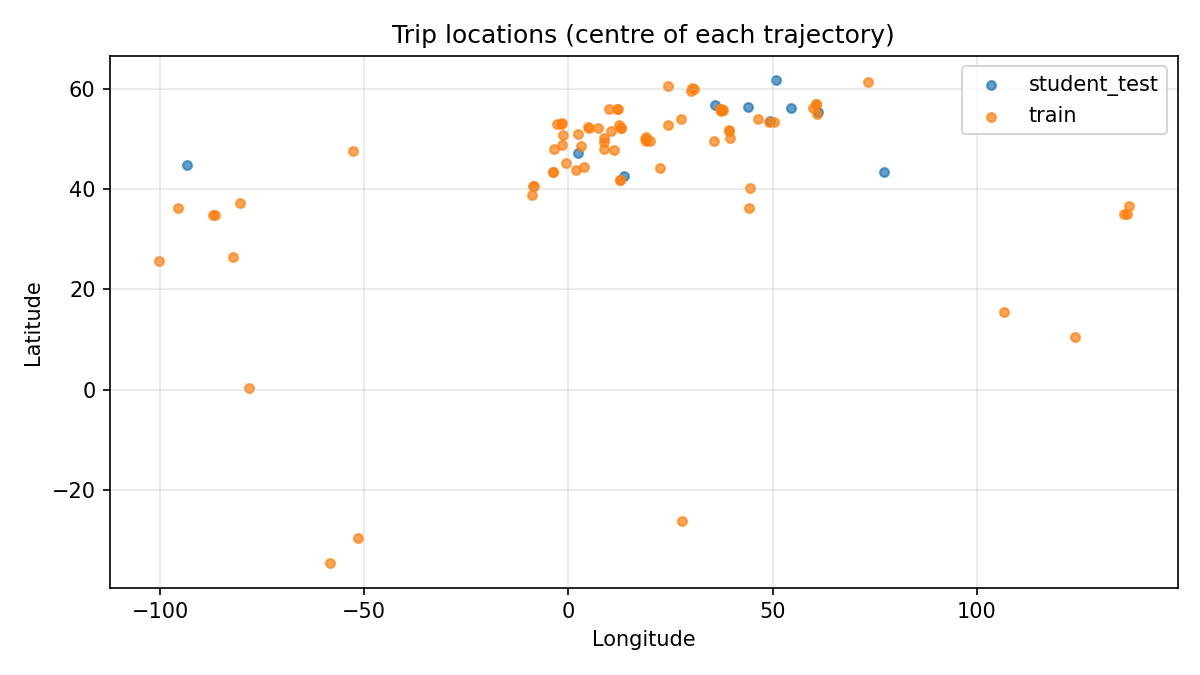 Trip locations (centre of each trajectory)
student_test
train
Latitude
60
40
20
0
−20
−100
−50
0
50
100
Longitude